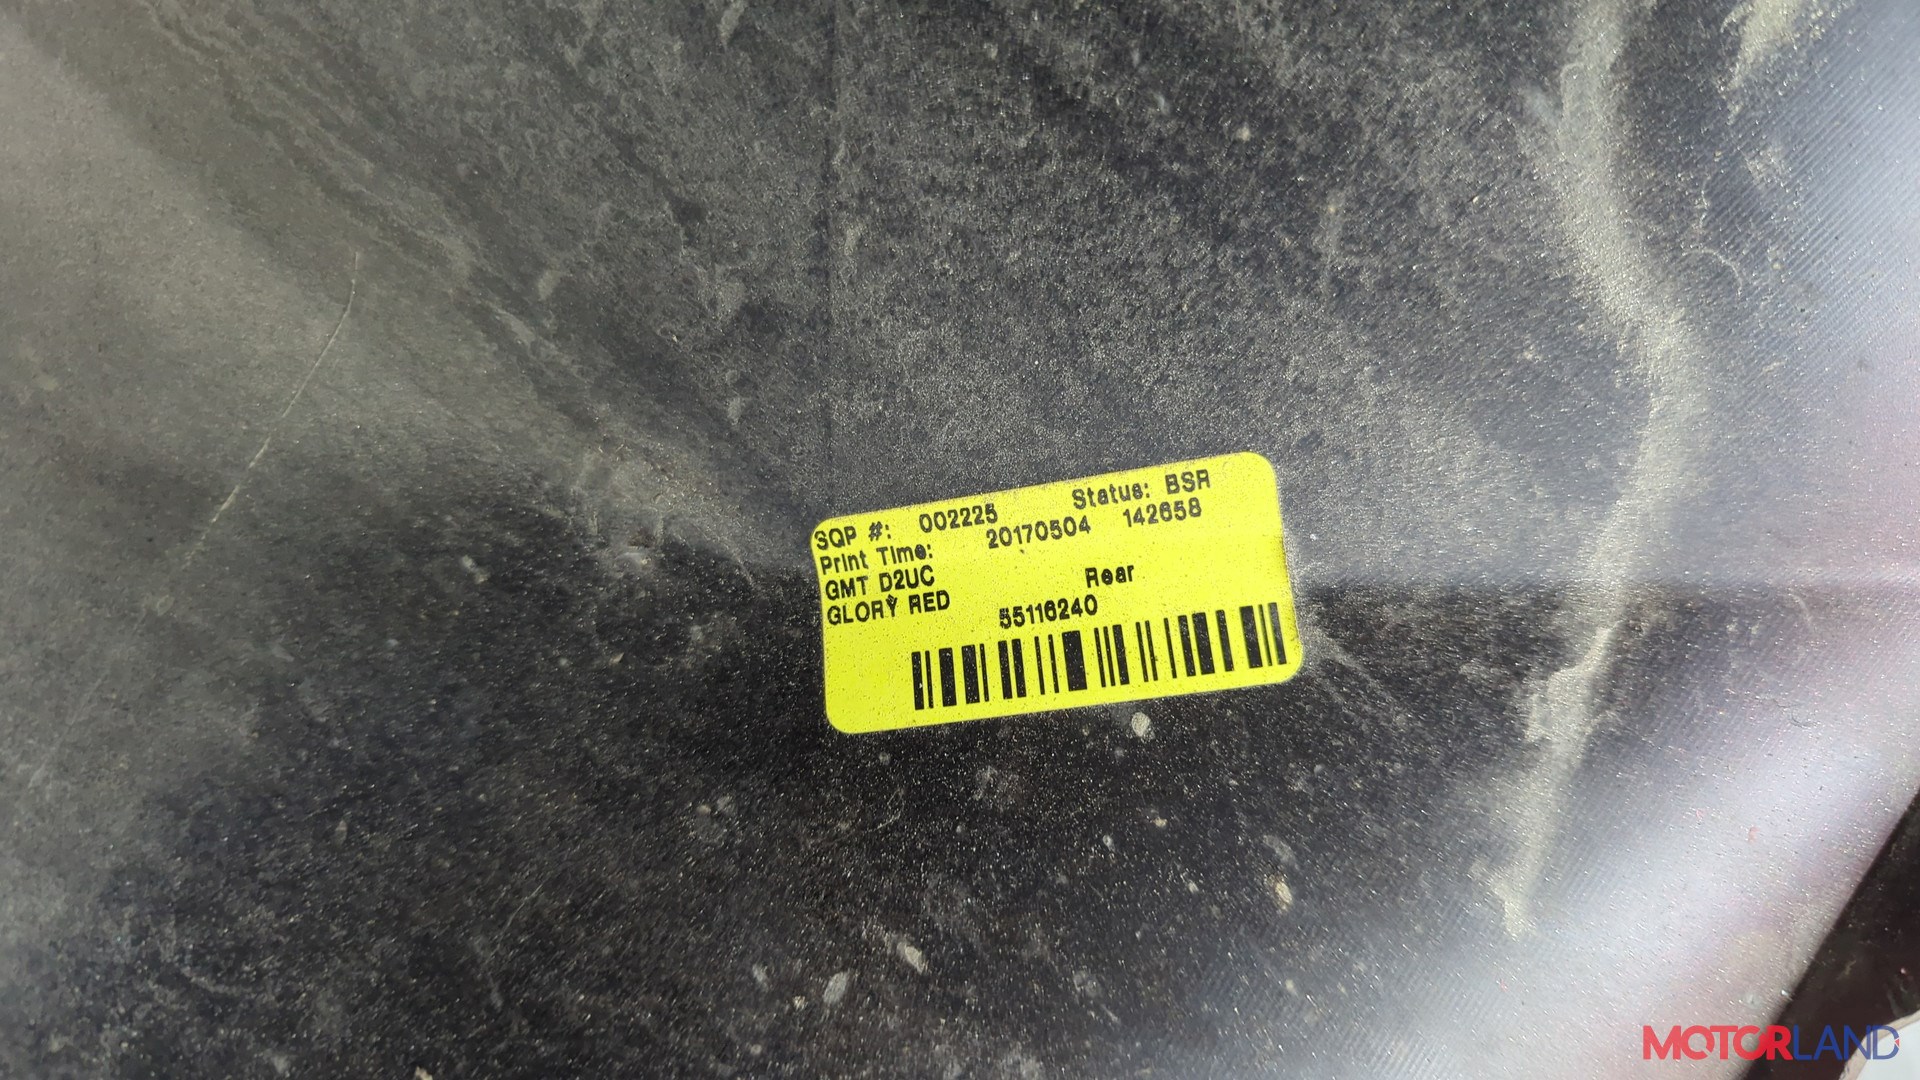 SQP #: 002225 Status: BSR
Print Time: 20170504 142658
GMT D2UC Rear
GLORY RED 55116240
MOTORLAND